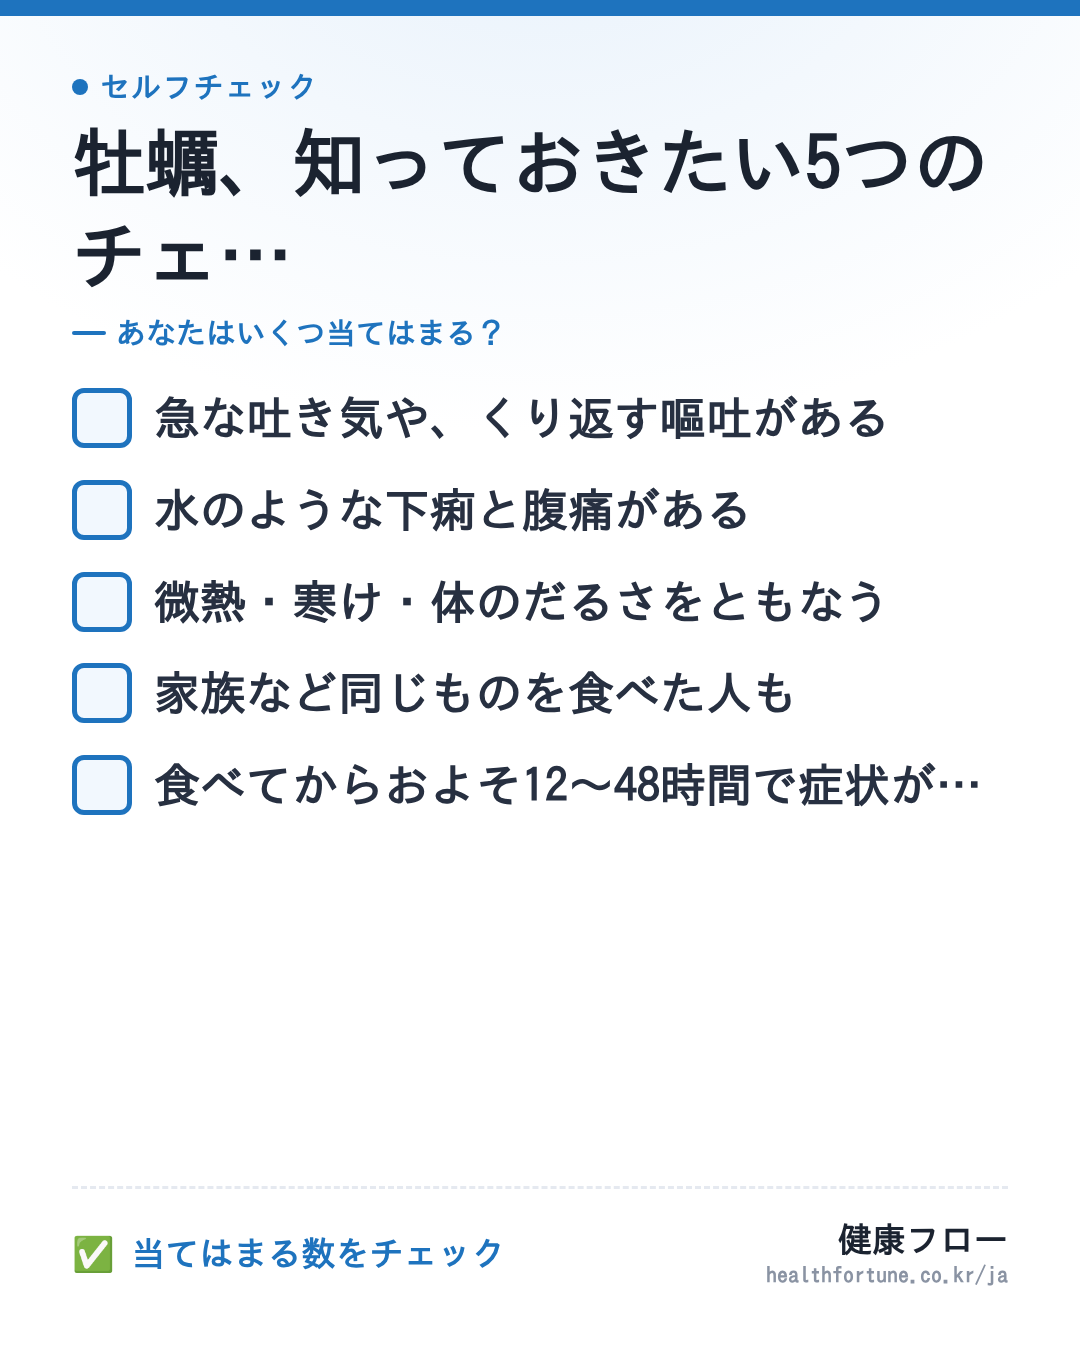 セルフチェック
牡蠣、知っておきたい5つの
チェ…
— あなたはいくつ当てはまる？
急な吐き気や、くり返す嘔吐がある
水のような下痢と腹痛がある
微熱・寒け・体のだるさをともなう
家族など同じものを食べた人も
食べてからおよそ12〜48時間で症状が…
✅ 当てはまる数をチェック
健康フロー
healthfortune.co.kr/ja